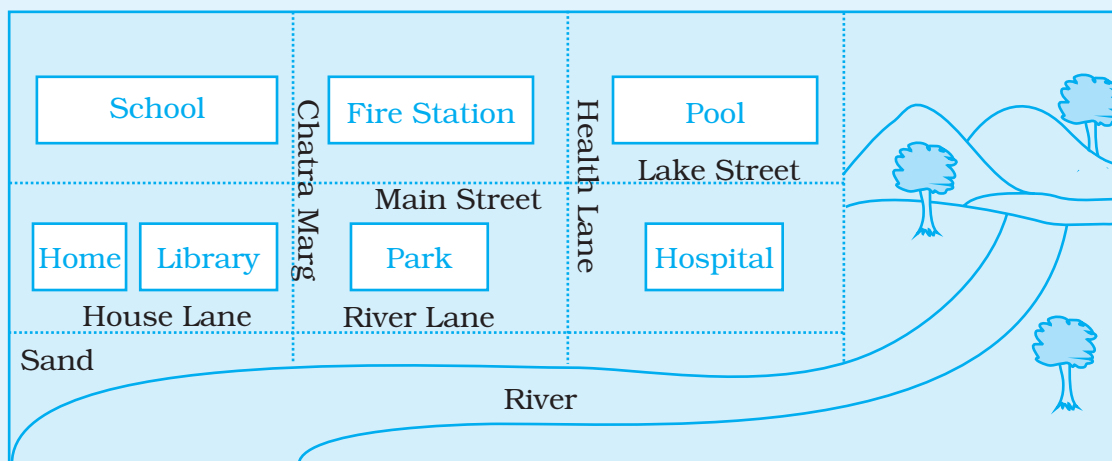 School
Fire Station
Pool
Chatra Marg
Health Lane
Lake Street
Main Street
Home
Library
Park
Hospital
House Lane
River Lane
Sand
River